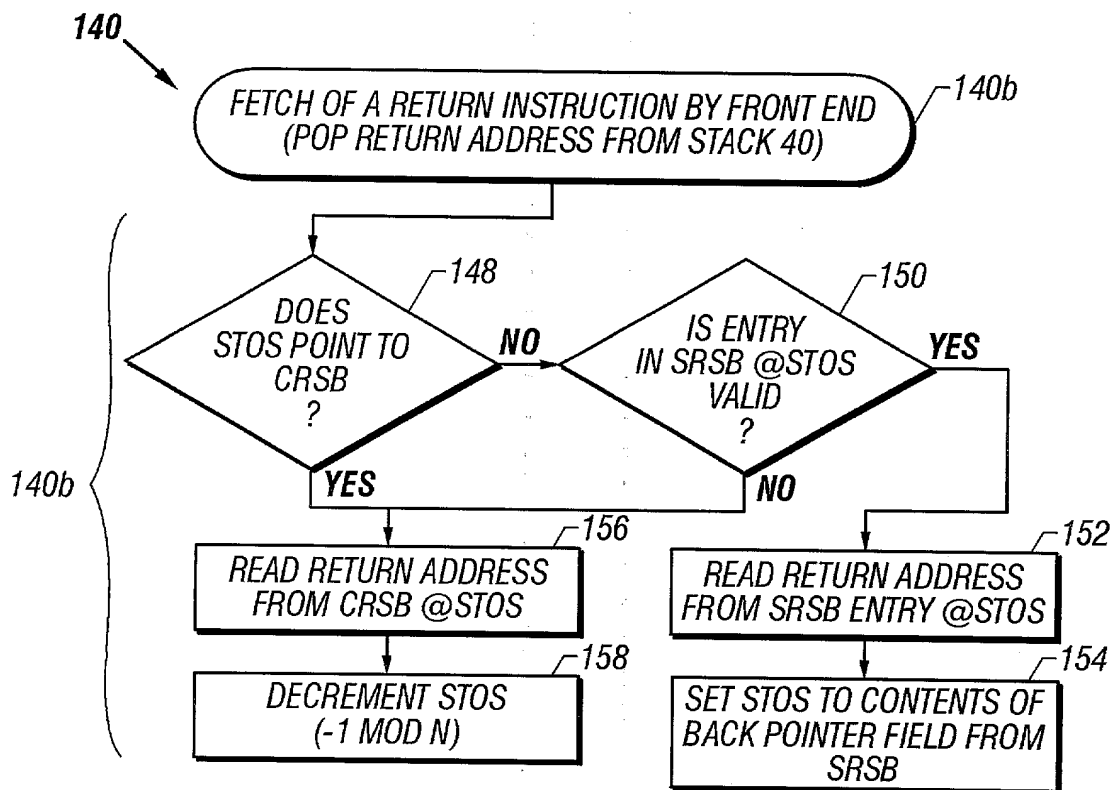 140
FETCH OF A RETURN INSTRUCTION BY FRONT END
(POP RETURN ADDRESS FROM STACK 40)
140b
DOES
STOS POINT TO
CRSB
?
148
NO
YES
IS ENTRY
IN SRSB @STOS
VALID
?
150
YES
NO
140b
156
READ RETURN ADDRESS
FROM CRSB @STOS
152
READ RETURN ADDRESS
FROM SRSB ENTRY @STOS
158
DECREMENT STOS
(-1 MOD N)
154
SET STOS TO CONTENTS OF
BACK POINTER FIELD FROM
SRSB